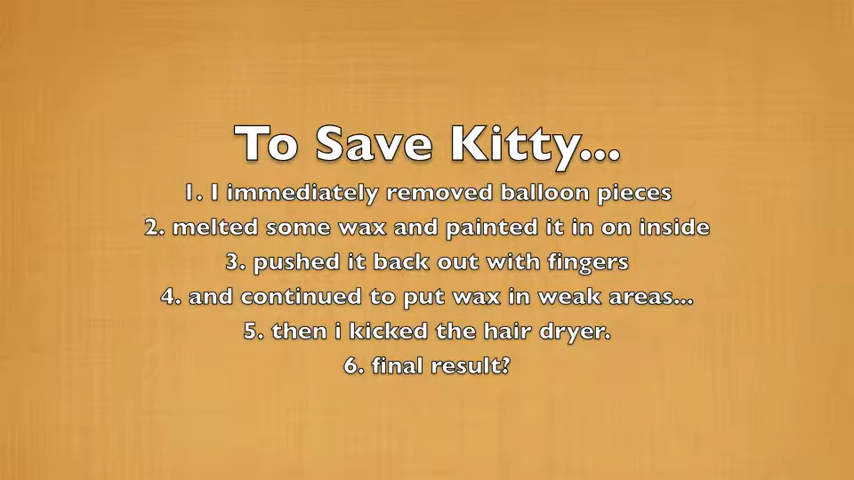 To Save Kitty...
1. I immediately removed balloon pieces
2. melted some wax and painted it in on inside
3. pushed it back out with fingers
4. and continued to put wax in weak areas...
5. then i kicked the hair dryer.
6. final result?